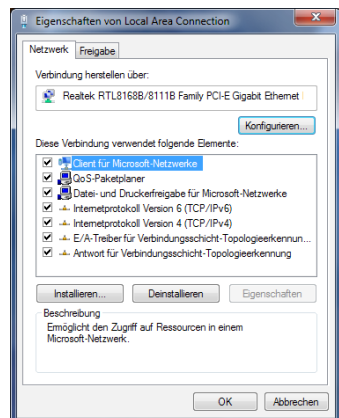 Eigenschaften von Local Area Connection
Netzwerk Freigabe
Verbindung herstellen über:
Realtek RTL8168B/8111B Family PCI-E Gigabit Ethernet
Konfigurieren...
Diese Verbindung verwendet folgende Elemente:
Client für Microsoft-Netzwerke
QoS-Paketplaner
Datei- und Druckerfreigabe für Microsoft-Netzwerke
Internetprotokoll Version 6 (TCP/IPv6)
Internetprotokoll Version 4 (TCP/IPv4)
E/A-Treiber für Verbindungsschicht-Topologieerkennun...
Antwort für Verbindungsschicht-Topologieerkennung
Installieren... Deinstallieren Eigenschaften
Beschreibung
Ermöglicht den Zugriff auf Ressourcen in einem
Microsoft-Netzwerk.
OK Abbrechen